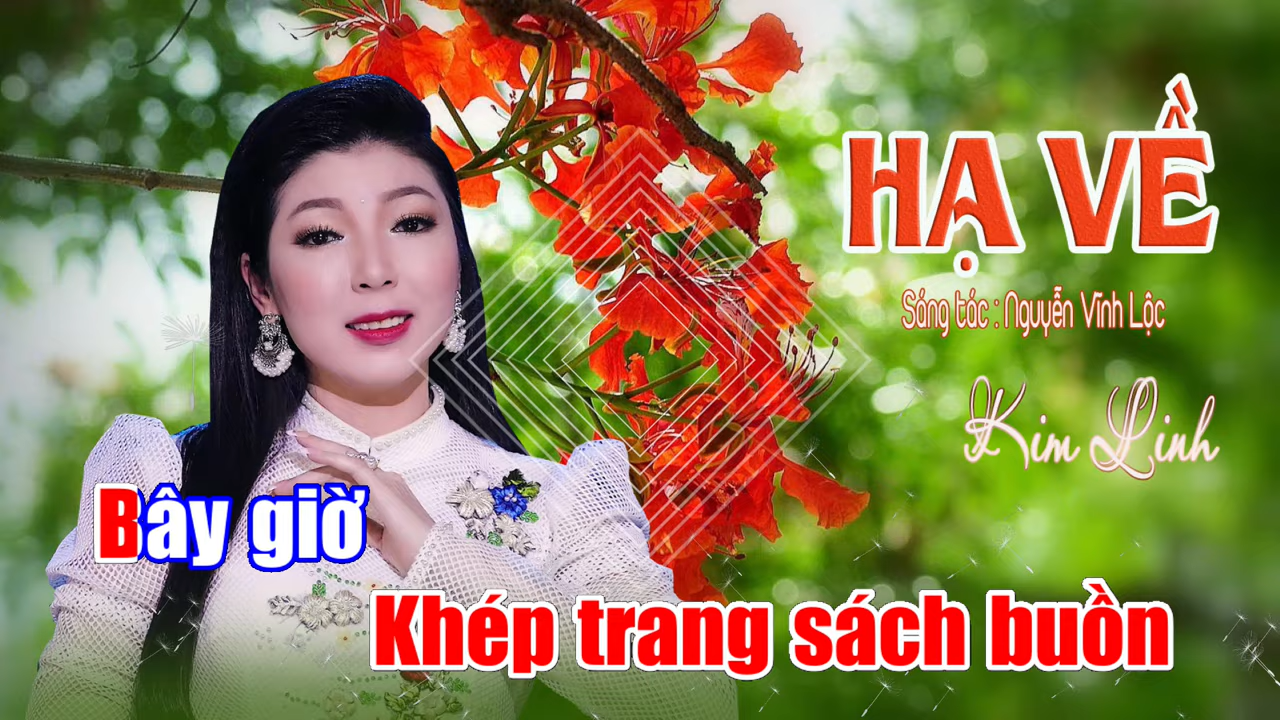 HẠ VỀ
Sáng tác : Nguyễn Vĩnh Lộc
Kim Linh
Bây giờ
Khép trang sách buồn